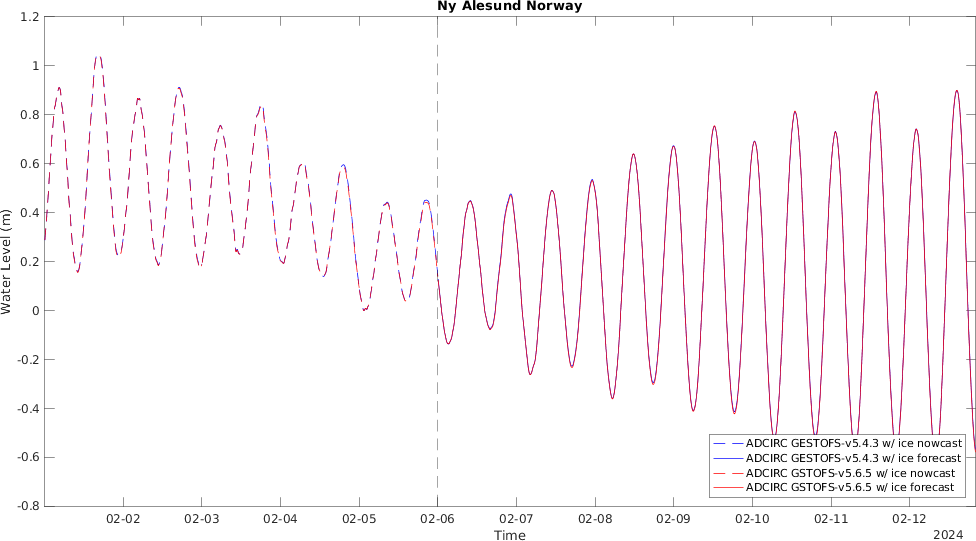 Ny Alesund Norway
1.2
1
0.8
0.6
0.4
0.2
0
-0.2
-0.4
-0.6
-0.8
Water Level (m)
ADCIRC GESTOFS-v5.4.3 w/ ice nowcast
ADCIRC GESTOFS-v5.4.3 w/ ice forecast
ADCIRC GSTOFS-v5.6.5 w/ ice nowcast
ADCIRC GSTOFS-v5.6.5 w/ ice forecast
02-02 02-03 02-04 02-05 02-06 02-07 02-08 02-09 02-10 02-11 02-12
Time
2024